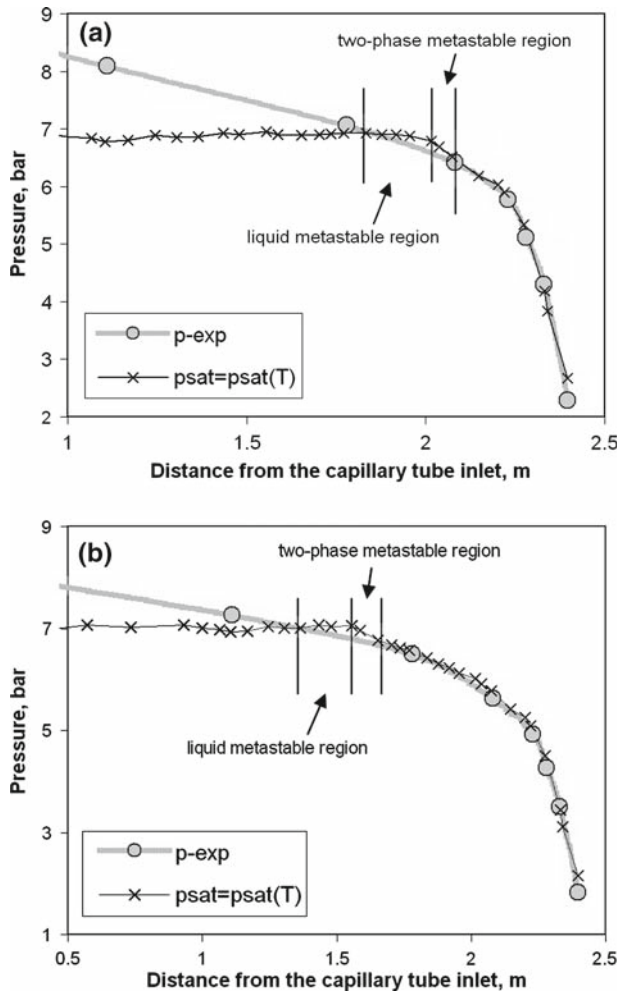 (a)
two-phase metastable region
liquid metastable region
Pressure, bar
9
8
7
6
5
4
3
2
p-exp
psat=psat(T)
1 1.5 2 2.5
Distance from the capillary tube inlet, m
(b)
two-phase metastable region
liquid metastable region
Pressure, bar
9
7
5
3
1
p-exp
psat=psat(T)
0.5 1 1.5 2 2.5
Distance from the capillary tube inlet, m